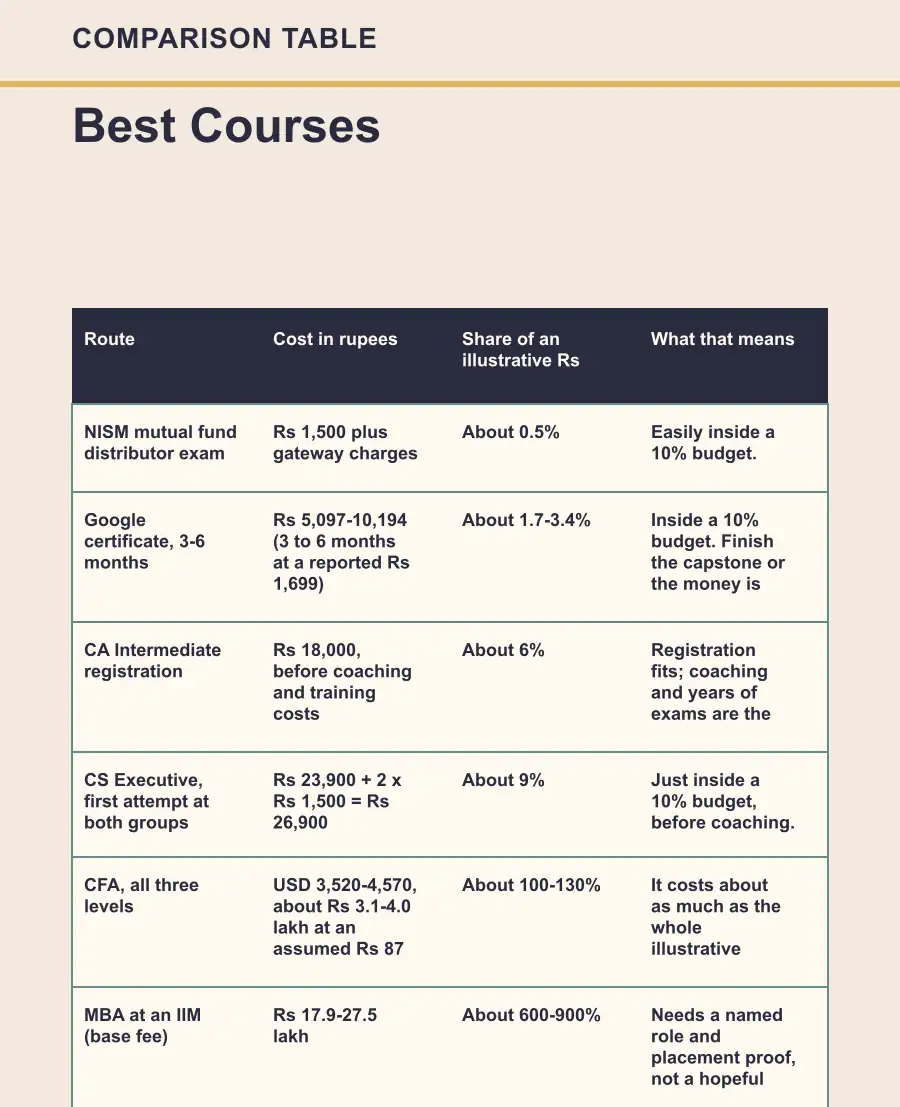 COMPARISON TABLE
Best Courses
Route
Cost in rupees
Share of an
illustrative Rs
What that means
NISM mutual fund
distributor exam
Rs 1,500 plus
gateway charges
About 0.5%
Easily inside a
10% budget.
Google
certificate, 3-6
months
Rs 5,097-10,194
(3 to 6 months
at a reported Rs
1,699)
About 1.7-3.4%
Inside a 10%
budget. Finish
the capstone or
the money is
CA Intermediate
registration
Rs 18,000,
before coaching
and training
costs
About 6%
Registration
fits; coaching
and years of
exams are the
CS Executive,
first attempt at
both groups
Rs 23,900 + 2 x
Rs 1,500 = Rs
26,900
About 9%
Just inside a
10% budget,
before coaching.
CFA, all three
levels
USD 3,520-4,570,
about Rs 3.1-4.0
lakh at an
assumed Rs 87
About 100-130%
It costs about
as much as the
whole
illustrative
MBA at an IIM
(base fee)
Rs 17.9-27.5
lakh
About 600-900%
Needs a named
role and
placement proof,
not a hopeful